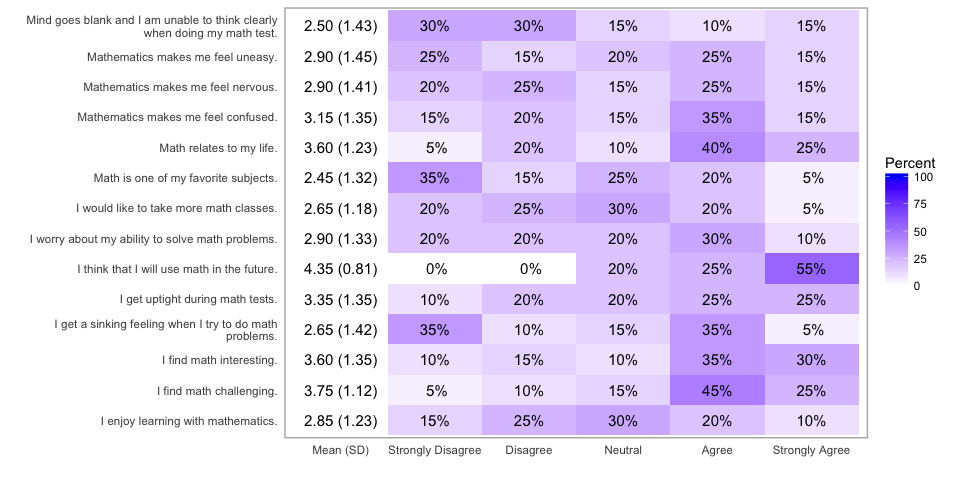 Mind goes blank and I am unable to think clearly
when doing my math test. 2.50 (1.43) 30% 30% 15% 10% 15%
Mathematics makes me feel uneasy. 2.90 (1.45) 25% 15% 20% 25% 15%
Mathematics makes me feel nervous. 2.90 (1.41) 20% 25% 15% 25% 15%
Mathematics makes me feel confused. 3.15 (1.35) 15% 20% 15% 35% 15%
Math relates to my life. 3.60 (1.23) 5% 20% 10% 40% 25%
Math is one of my favorite subjects. 2.45 (1.32) 35% 15% 25% 20% 5%
I would like to take more math classes. 2.65 (1.18) 20% 25% 30% 20% 5%
I worry about my ability to solve math problems. 2.90 (1.33) 20% 20% 20% 30% 10%
I think that I will use math in the future. 4.35 (0.81) 0% 0% 20% 25% 55%
I get uptight during math tests. 3.35 (1.35) 10% 20% 20% 25% 25%
I get a sinking feeling when I try to do math
problems. 2.65 (1.42) 35% 10% 15% 35% 5%
I find math interesting. 3.60 (1.35) 10% 15% 10% 35% 30%
I find math challenging. 3.75 (1.12) 5% 10% 15% 45% 25%
I enjoy learning with mathematics. 2.85 (1.23) 15% 25% 30% 20% 10%
Mean (SD) Strongly Disagree Disagree Neutral Agree Strongly Agree
Percent
100
75
50
25
0